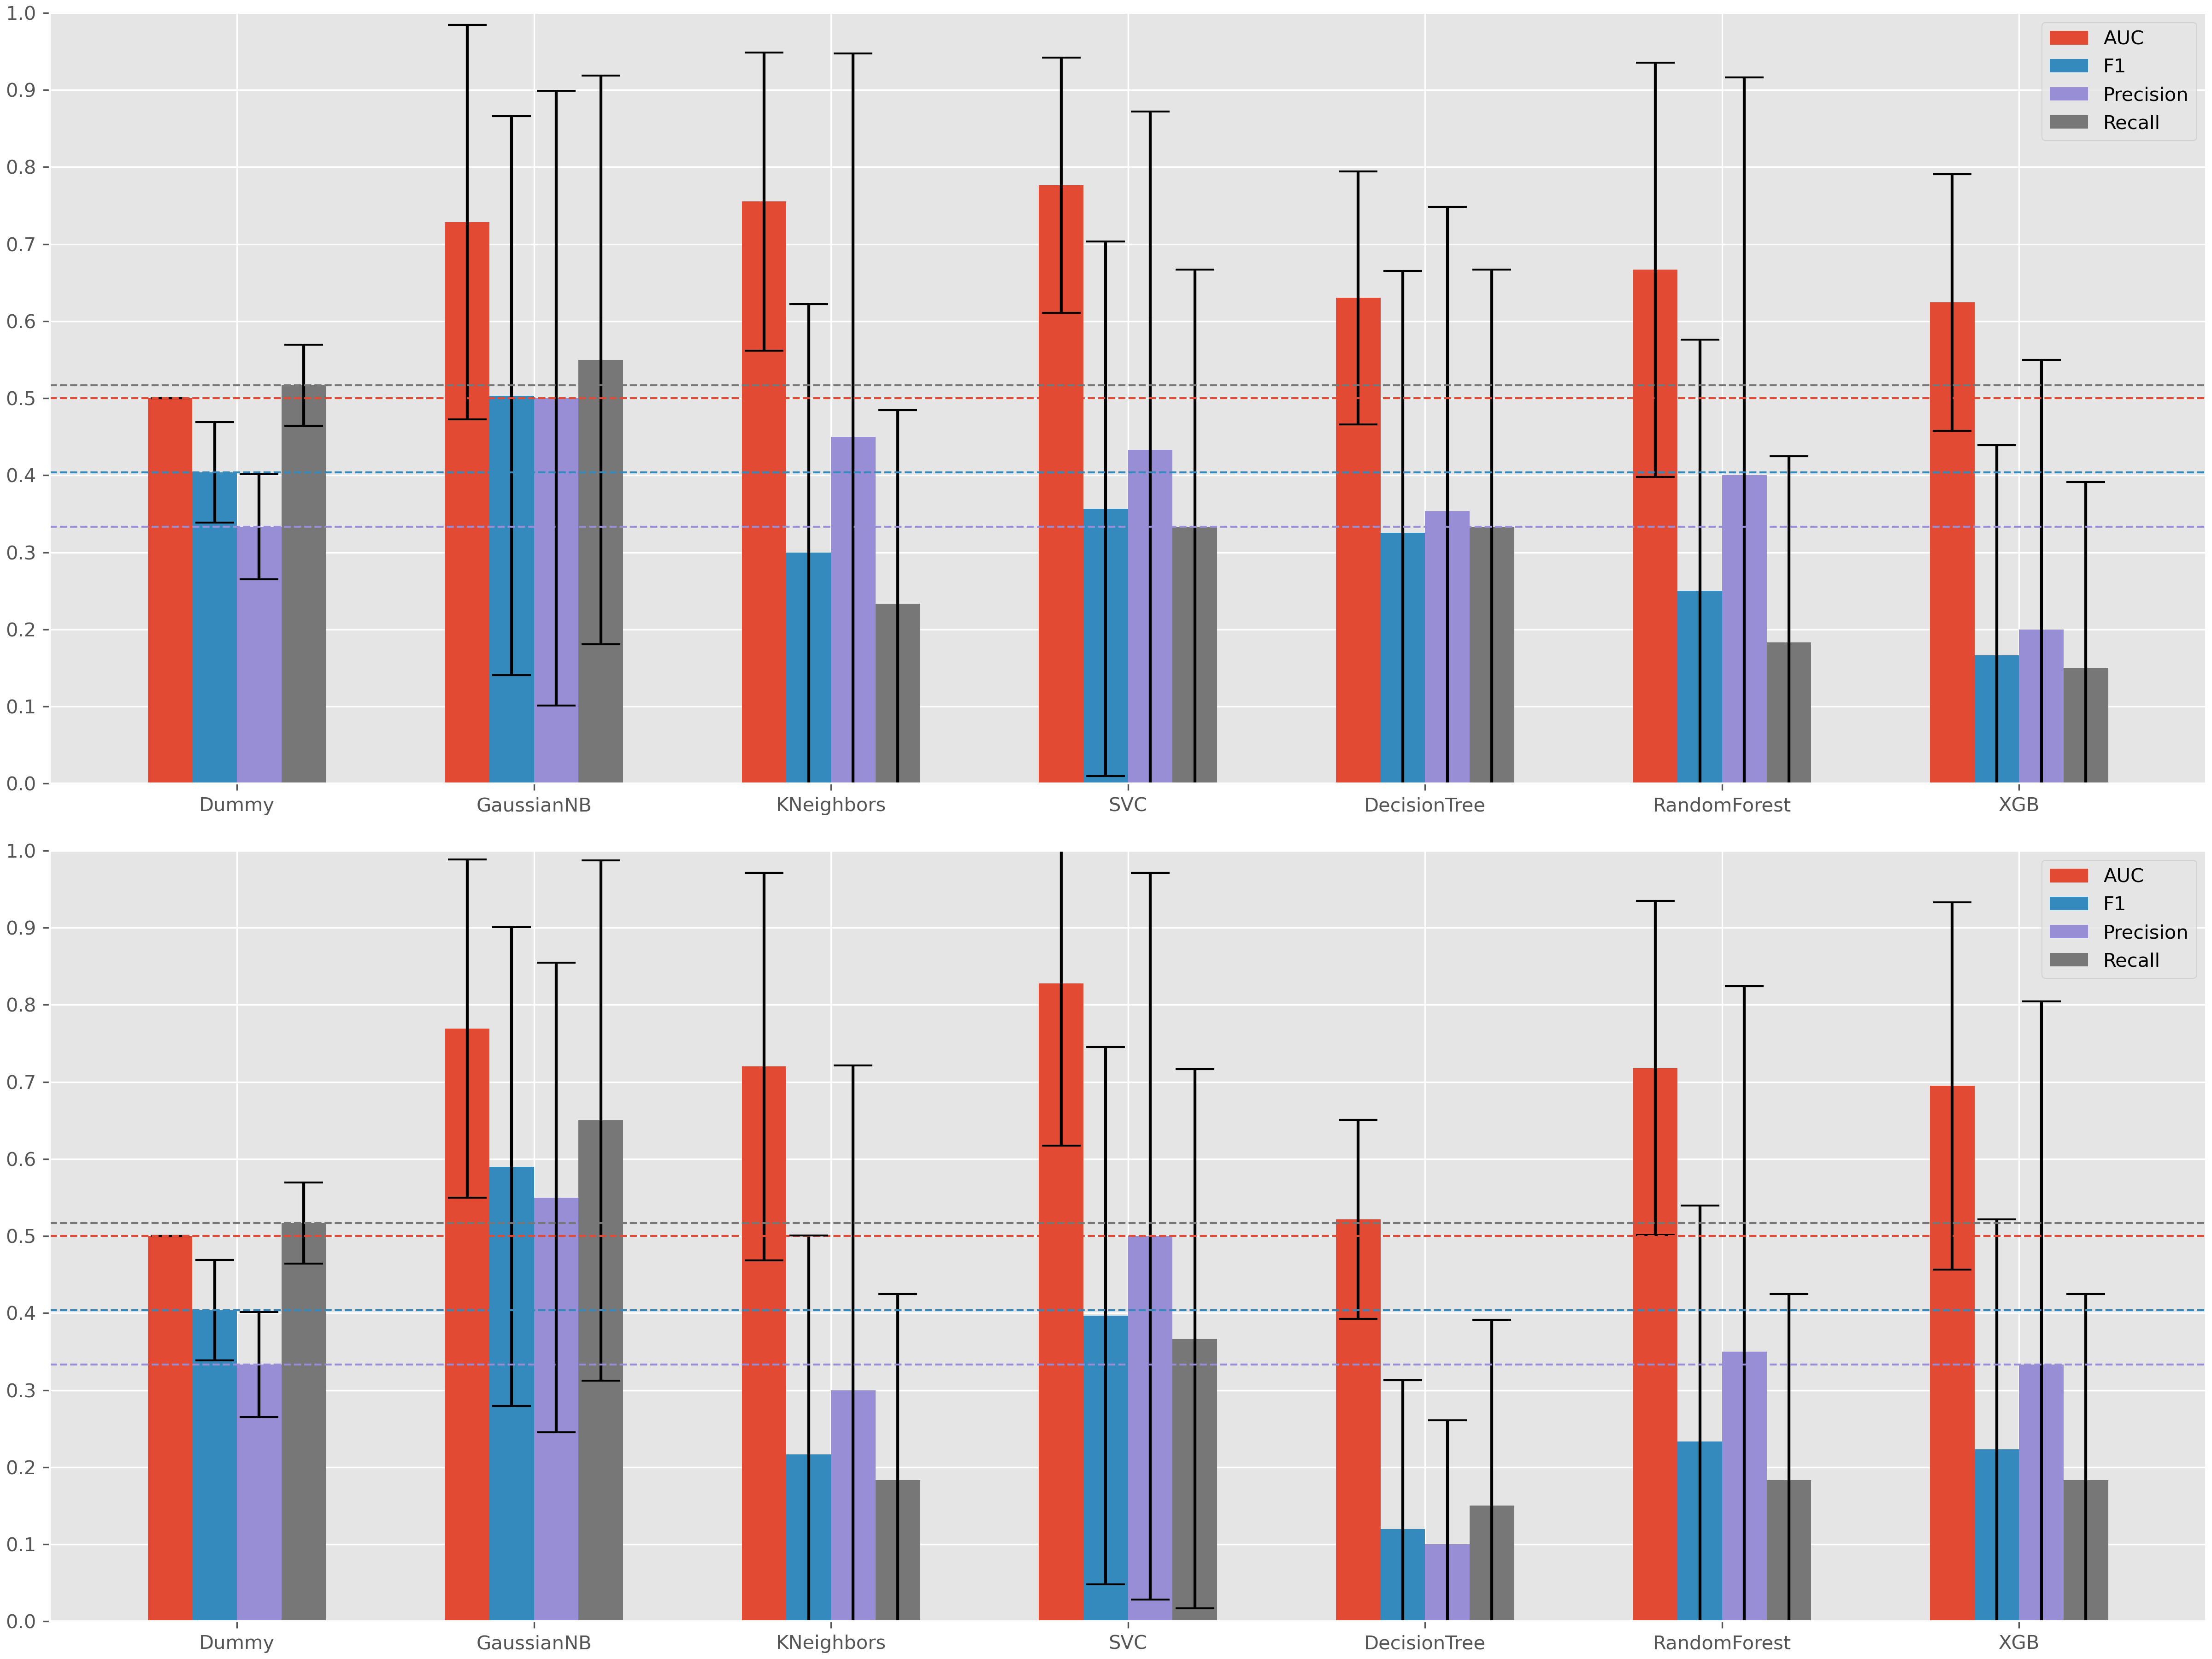 1.0
0.9
0.8
0.7
0.6
0.5
0.4
0.3
0.2
0.1
0.0
AUC
F1
Precision
Recall
Dummy GaussianNB KNeighbors SVC DecisionTree RandomForest XGB
1.0
0.9
0.8
0.7
0.6
0.5
0.4
0.3
0.2
0.1
0.0
AUC
F1
Precision
Recall
Dummy GaussianNB KNeighbors SVC DecisionTree RandomForest XGB